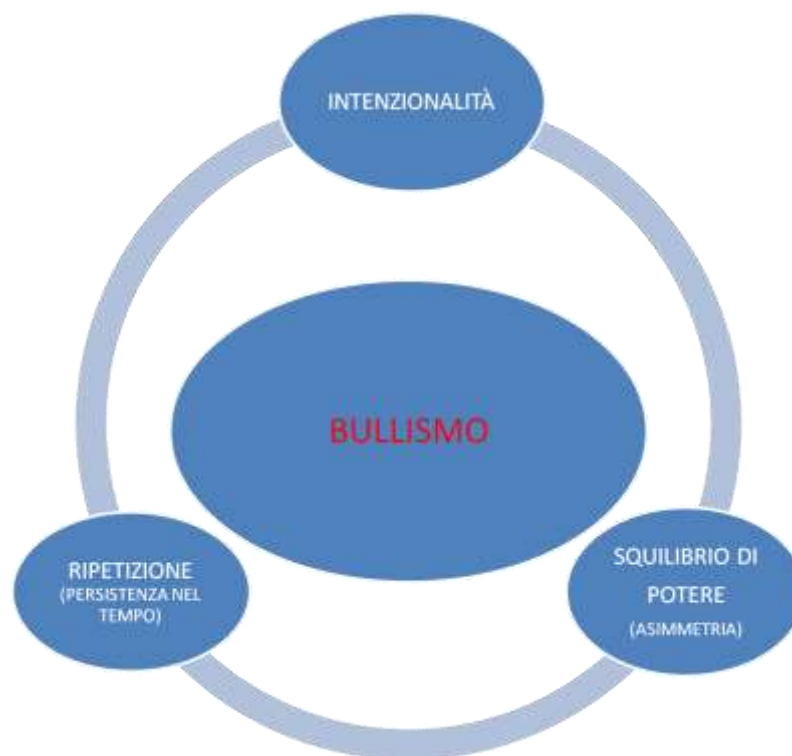 INTENZIONALITÀ
BULLISMO
RIPETIZIONE
(PERSISTENZA NEL
TEMPO)
SQUILIBRIO DI
POTERE
(ASIMMETRIA)